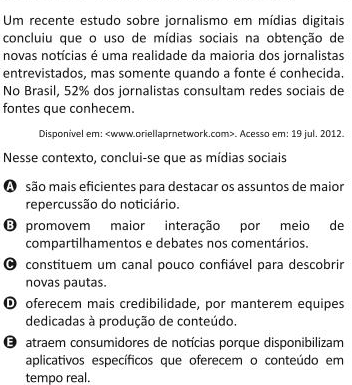 Um recente estudo sobre jornalismo em mídias digitais
concluiu que o uso de mídias sociais na obtenção de
novas notícias é uma realidade da maioria dos jornalistas
entrevistados, mas somente quando a fonte é conhecida.
No Brasil, 52% dos jornalistas consultam redes sociais de
fontes que conhecem.
Disponível em: <www.oriellaprnetwork.com>. Acesso em: 19 jul. 2012.
Nesse contexto, conclui-se que as mídias sociais
A são mais eficientes para destacar os assuntos de maior
repercussão do noticiário.
B promovem maior interação por meio de
compartilhamentos e debates nos comentários.
C constituem um canal pouco confiável para descobrir
novas pautas.
D oferecem mais credibilidade, por manterem equipes
dedicadas à produção de conteúdo.
E atraem consumidores de notícias porque disponibilizam
aplicativos específicos que oferecem o conteúdo em
tempo real.